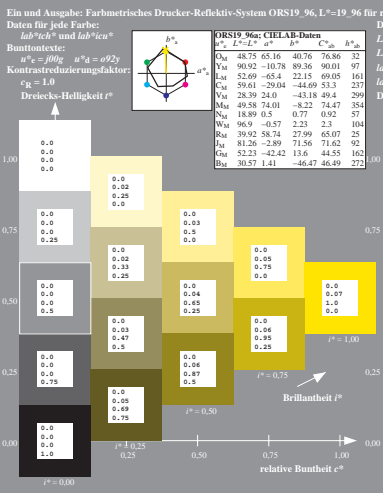 Ein und Ausgabe: Farbmetrisches Drucker-Reflektiv-System ORS19_96, L*=19_96 für
Daten für jede Farbe:
lab*tch* und lab*icu*
Bunttontexte:
u*e = j00g u*d = o92y
Kontrastreduzierungsfaktor:
cR = 1.0
Dreiecks-Helligkeit t*
b*a
a*a
ORS19_96a; CIELAB-Daten
u*a L*=L* a* b* C*ab h*ab
OM 48.75 65.16 40.76 76.86 32
YM 90.92 -10.78 89.36 90.01 97
LM 52.69 -65.4 22.15 69.05 161
CM 59.61 -29.04 -44.69 53.3 237
VM 28.39 24.0 -43.18 49.4 299
MM 49.58 74.01 -8.22 74.47 354
NM 18.89 0.5 0.77 0.92 57
WM 96.9 -0.57 2.23 2.3 104
RM 39.92 58.74 27.99 65.07 25
JM 81.26 -2.89 71.56 71.62 92
GM 52.23 -42.42 13.6 44.55 162
BM 30.57 1.41 -46.47 46.49 272
1,00
0,75
0,50
0,25
0,00
0.0
0.0
0.0
0.0
0.0
0.0
0.0
0.25
0.0
0.0
0.0
0.5
0.0
0.0
0.0
0.75
0.0
0.0
0.0
1.0
0.0
0.02
0.25
0.0
0.0
0.02
0.33
0.25
0.0
0.03
0.47
0.5
0.0
0.05
0.69
0.75
0.0
0.03
0.5
0.0
0.0
0.04
0.65
0.25
0.0
0.06
0.87
0.5
0.0
0.05
0.75
0.0
0.0
0.06
0.95
0.25
0.0
0.07
1.0
0.0
i* = 1,00
i* = 0,75
i* = 0,50
i* = 0,25
i* = 0,00
Brillantheit i*
0,25 0,50 0,75 1,00
relative Buntheit c*